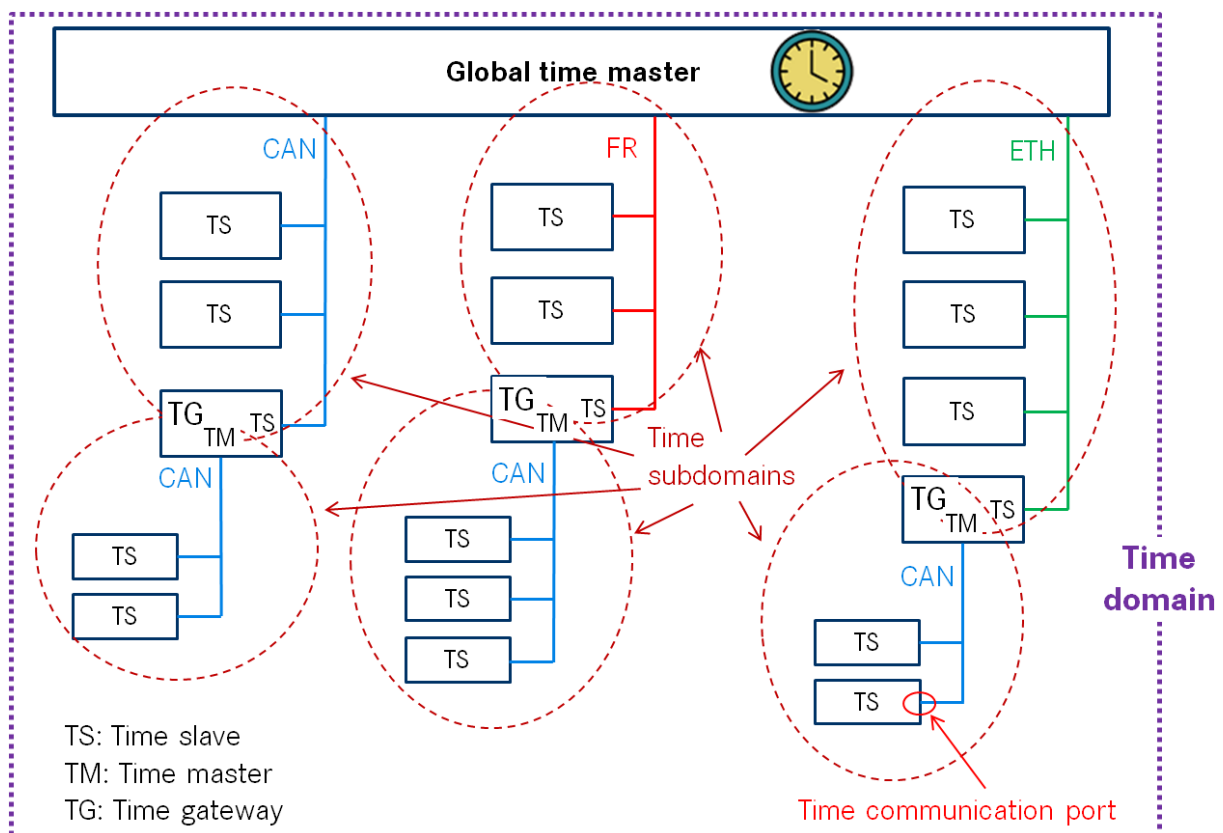 Global time master
CAN
FR
ETH
TS
TS
TS
TS
TS
TS
TS
TG
TM
TS
TG
TM
TS
Time
subdomains
CAN
CAN
TG
TM
TS
TS
TS
TS
TS
TS
CAN
Time
domain
TS
TS
TS: Time slave
TM: Time master
TG: Time gateway
Time communication port